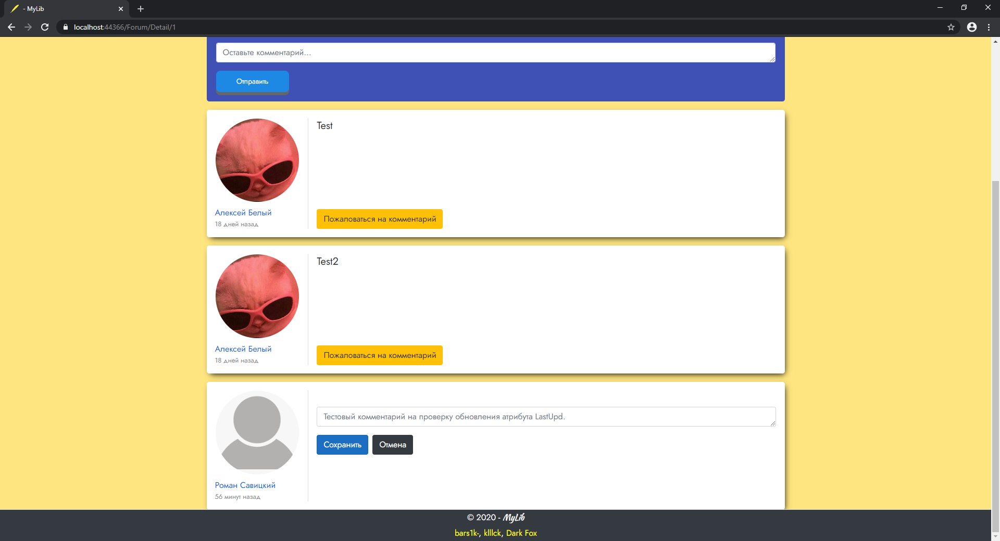 - MyLib
localhost:44366/Forum/Detail/1
Оставьте комментарий...
Отправить
Test
Алексей Белый
18 дней назад
Пожаловаться на комментарий
Test2
Алексей Белый
18 дней назад
Пожаловаться на комментарий
Тестовый комментарий на проверку обновления атрибута LastUpd.
Сохранить Отмена
Роман Савицкий
56 минут назад
© 2020 - MyLib
bars1k-, klllck, Dark Fox